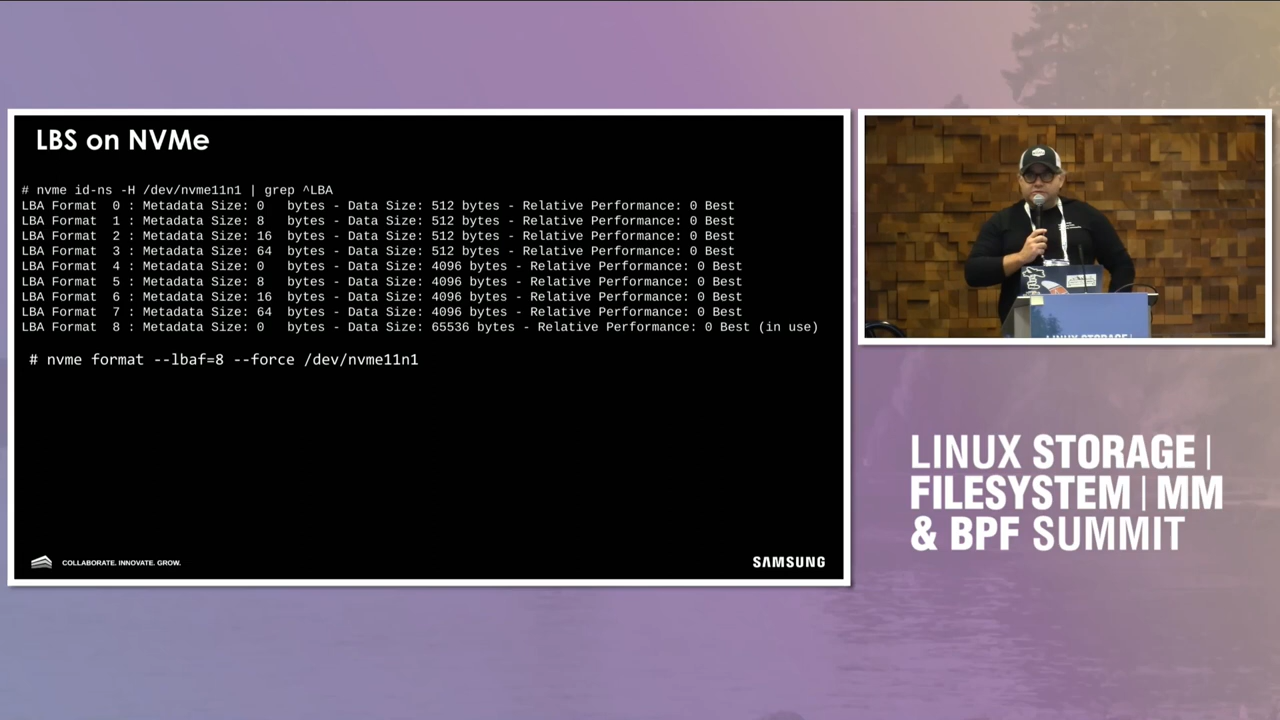 LBS on NVMe
# nvme id-ns -H /dev/nvme11n1 | grep ^LBA
LBA Format  0 : Metadata Size: 0   bytes - Data Size: 512 bytes - Relative Performance: 0 Best
LBA Format  1 : Metadata Size: 8   bytes - Data Size: 512 bytes - Relative Performance: 0 Best
LBA Format  2 : Metadata Size: 16  bytes - Data Size: 512 bytes - Relative Performance: 0 Best
LBA Format  3 : Metadata Size: 64  bytes - Data Size: 512 bytes - Relative Performance: 0 Best
LBA Format  4 : Metadata Size: 0   bytes - Data Size: 4096 bytes - Relative Performance: 0 Best
LBA Format  5 : Metadata Size: 8   bytes - Data Size: 4096 bytes - Relative Performance: 0 Best
LBA Format  6 : Metadata Size: 16  bytes - Data Size: 4096 bytes - Relative Performance: 0 Best
LBA Format  7 : Metadata Size: 64  bytes - Data Size: 4096 bytes - Relative Performance: 0 Best
LBA Format  8 : Metadata Size: 0   bytes - Data Size: 65536 bytes - Relative Performance: 0 Best (in use)
# nvme format --lbaf=8 --force /dev/nvme11n1
COLLABORATE. INNOVATE. GROW.
SAMSUNG
LINUX STORAGE|
LINUX STORAGE|
FILESYSTEM|MM
& BPF SUMMIT